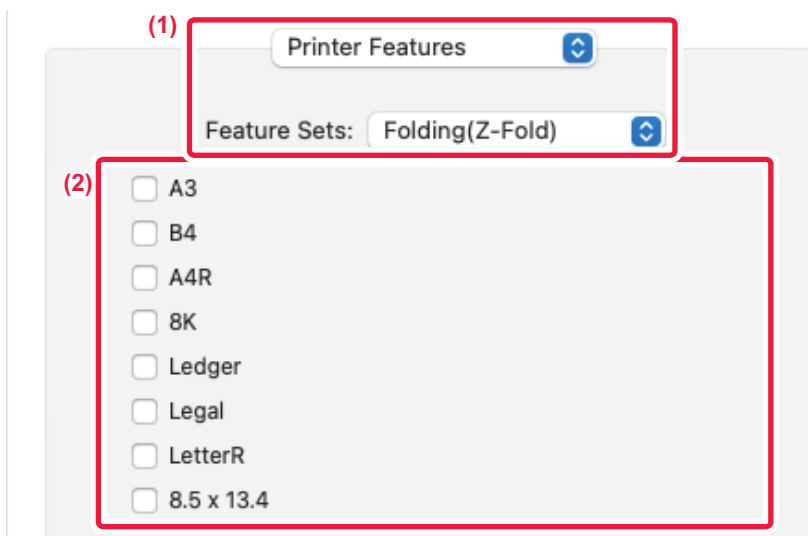 (1)
Printer Features
Feature Sets: Folding(Z-Fold)
(2)
A3
B4
A4R
8K
Ledger
Legal
LetterR
8.5 x 13.4